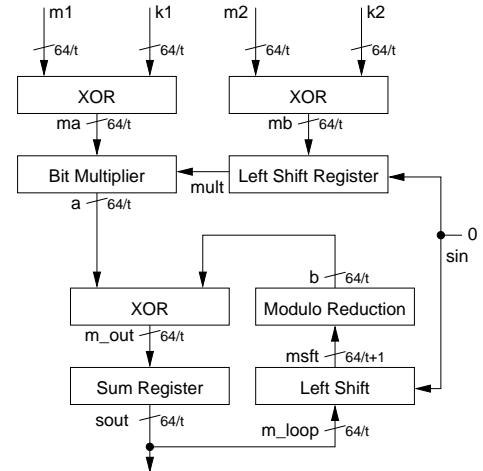 m1 k1 m2 k2
64/t 64/t 64/t 64/t
XOR XOR
ma 64/t mb 64/t
Bit Multiplier mult Left Shift Register
a 64/t
0
sin
b 64/t
XOR Modulo Reduction
m_out 64/t msft 64/t+1
Sum Register Left Shift
sout 64/t m_loop 64/t